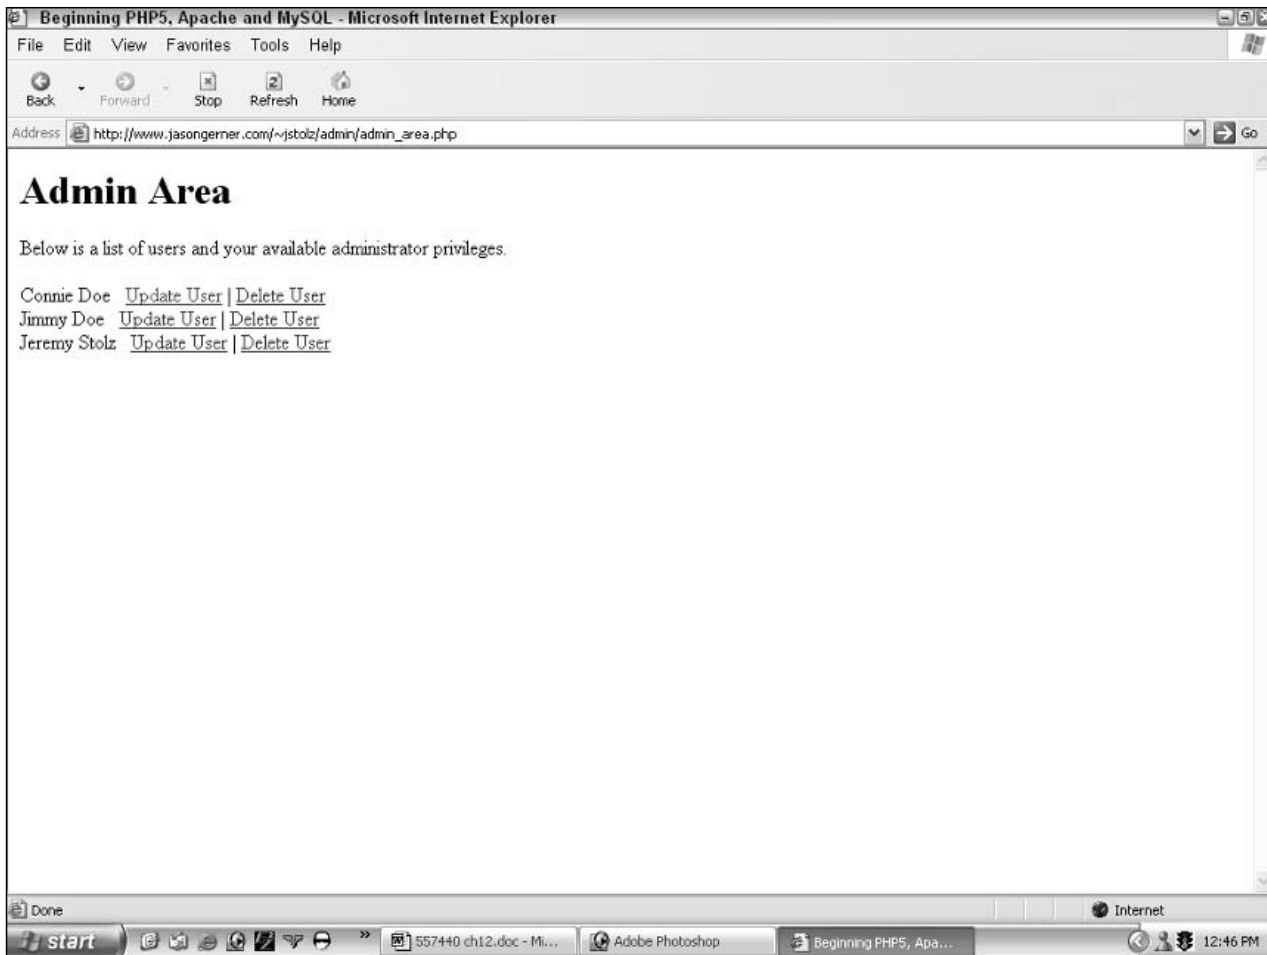 Beginning PHP5, Apache and MySQL - Microsoft Internet Explorer
File Edit View Favorites Tools Help
Back Forward Stop Refresh Home
Address http://www.jasongerner.com/~jstolz/admin/admin_area.php Go
Admin Area
Below is a list of users and your available administrator privileges.
Connie Doe Update User | Delete User
Jimmy Doe Update User | Delete User
Jeremy Stolz Update User | Delete User
Done Internet
start » 557440 ch12.doc - Mi... Adobe Photoshop Beginning PHP5, Apa... 12:46 PM